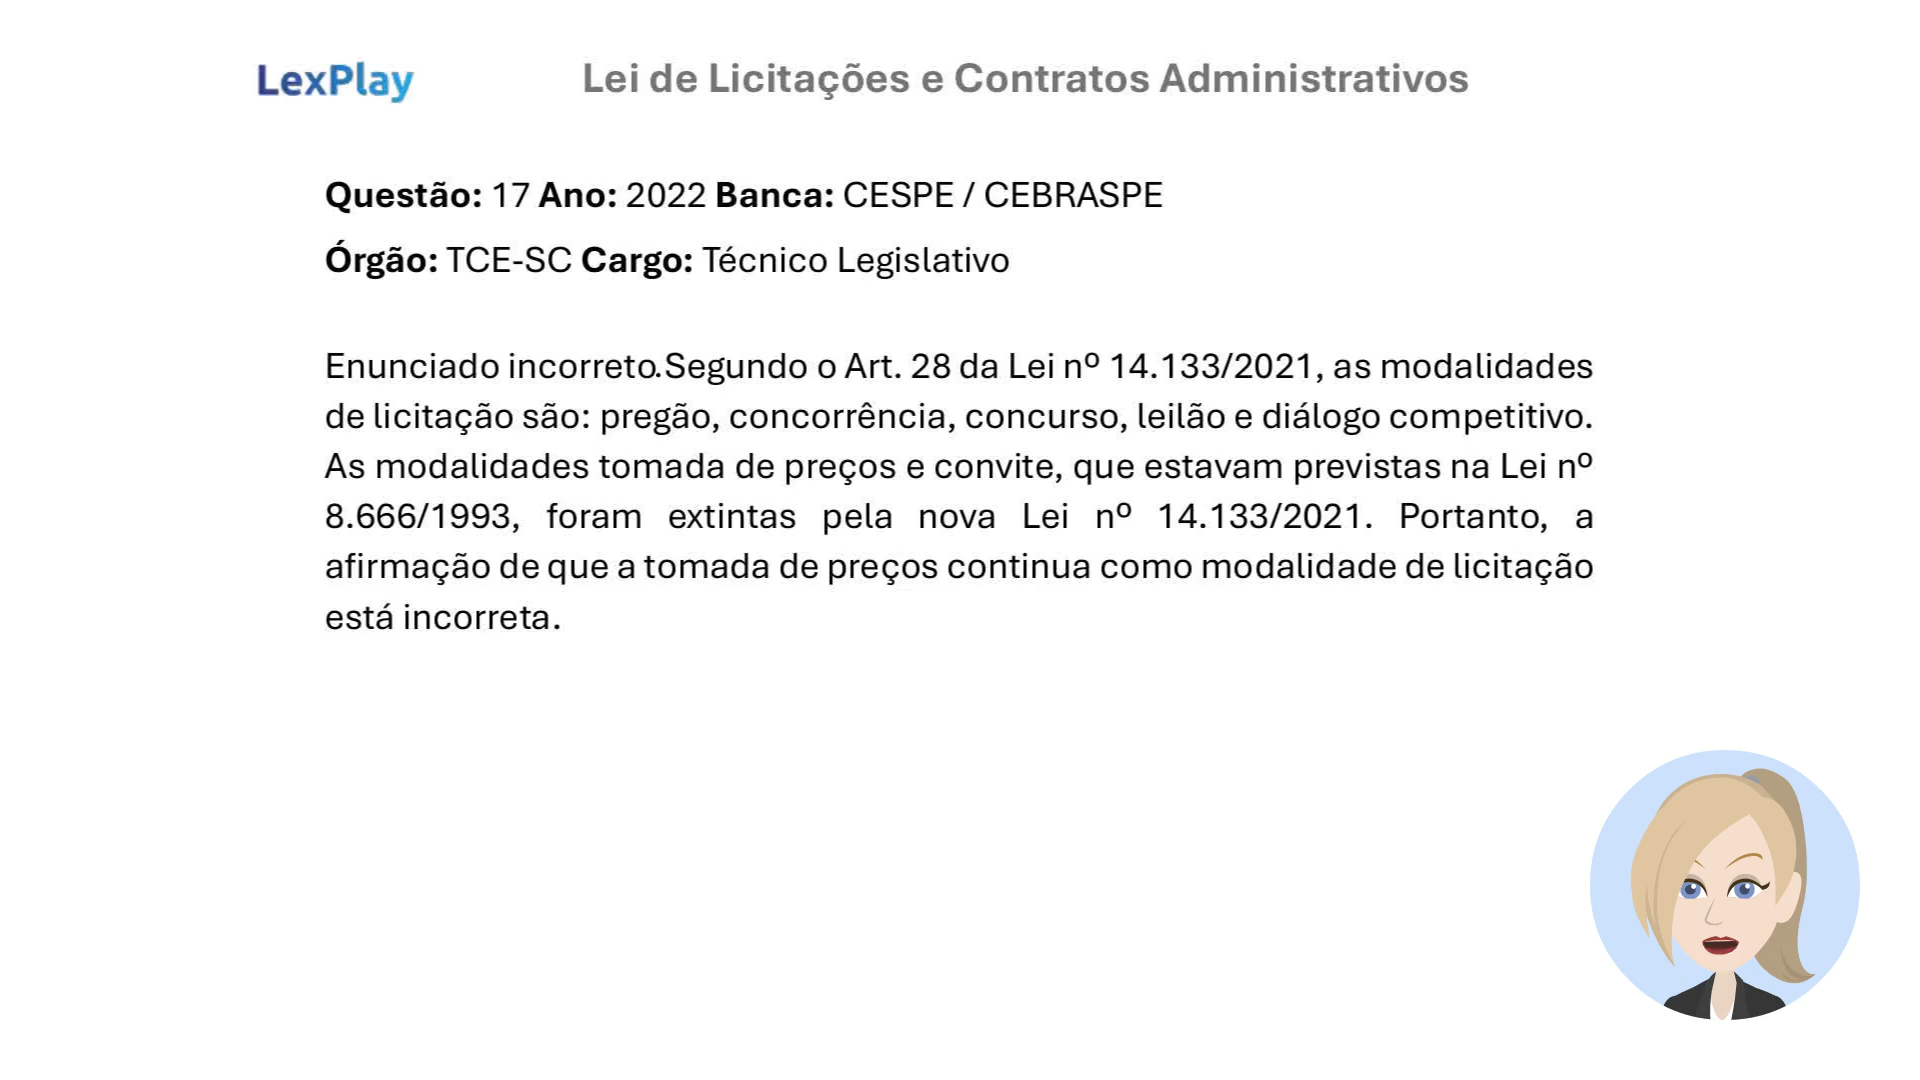 LexPlay
Lei de Licitações e Contratos Administrativos
Questão: 17 Ano: 2022 Banca: CESPE / CEBRASPE
Órgão: TCE-SC Cargo: Técnico Legislativo
Enunciado incorreto.Segundo o Art. 28 da Lei nº 14.133/2021, as modalidades
de licitação são: pregão, concorrência, concurso, leilão e diálogo competitivo.
As modalidades tomada de preços e convite, que estavam previstas na Lei nº
8.666/1993, foram extintas pela nova Lei nº 14.133/2021. Portanto, a
afirmação de que a tomada de preços continua como modalidade de licitação
está incorreta.